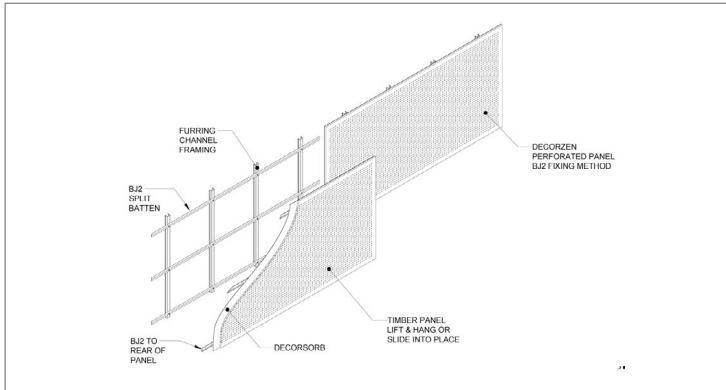 FURRING
CHANNEL
FRAMING
DECORZEN
PERFORATED PANEL
BJ2 FIXING METHOD
BJ2
SPLIT
BATTEN
TIMBER PANEL
LIFT & HANG OR
SLIDE INTO PLACE
BJ2 TO
REAR OF
PANEL
DECORSORB